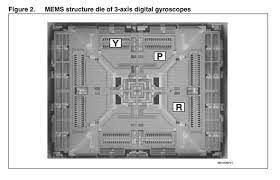 Figure 2. MEMS structure die of 3-axis digital gyroscopes
Y
P
R